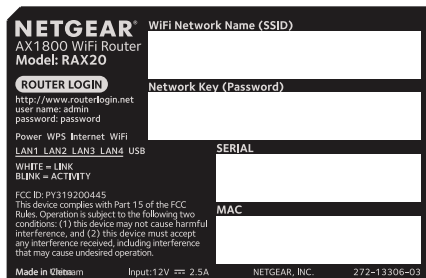 NETGEAR®
AX1800 WiFi Router
Model: RAX20
WiFi Network Name (SSID)
ROUTER LOGIN
http://www.routerlogin.net
user name: admin
password: password
Network Key (Password)
Power WPS Internet WiFi
LAN1 LAN2 LAN3 LAN4 USB
WHITE = LINK
BLINK = ACTIVITY
SERIAL
FCC ID: PY319200445
This device complies with Part 15 of the FCC
Rules. Operation is subject to the following two
conditions: (1) this device may not cause harmful
interference, and (2) this device must accept
any interference received, including interference
that may cause undesired operation.
MAC
Made in
Input:12V ⎓ 2.5A
NETGEAR, INC.
272-13306-03